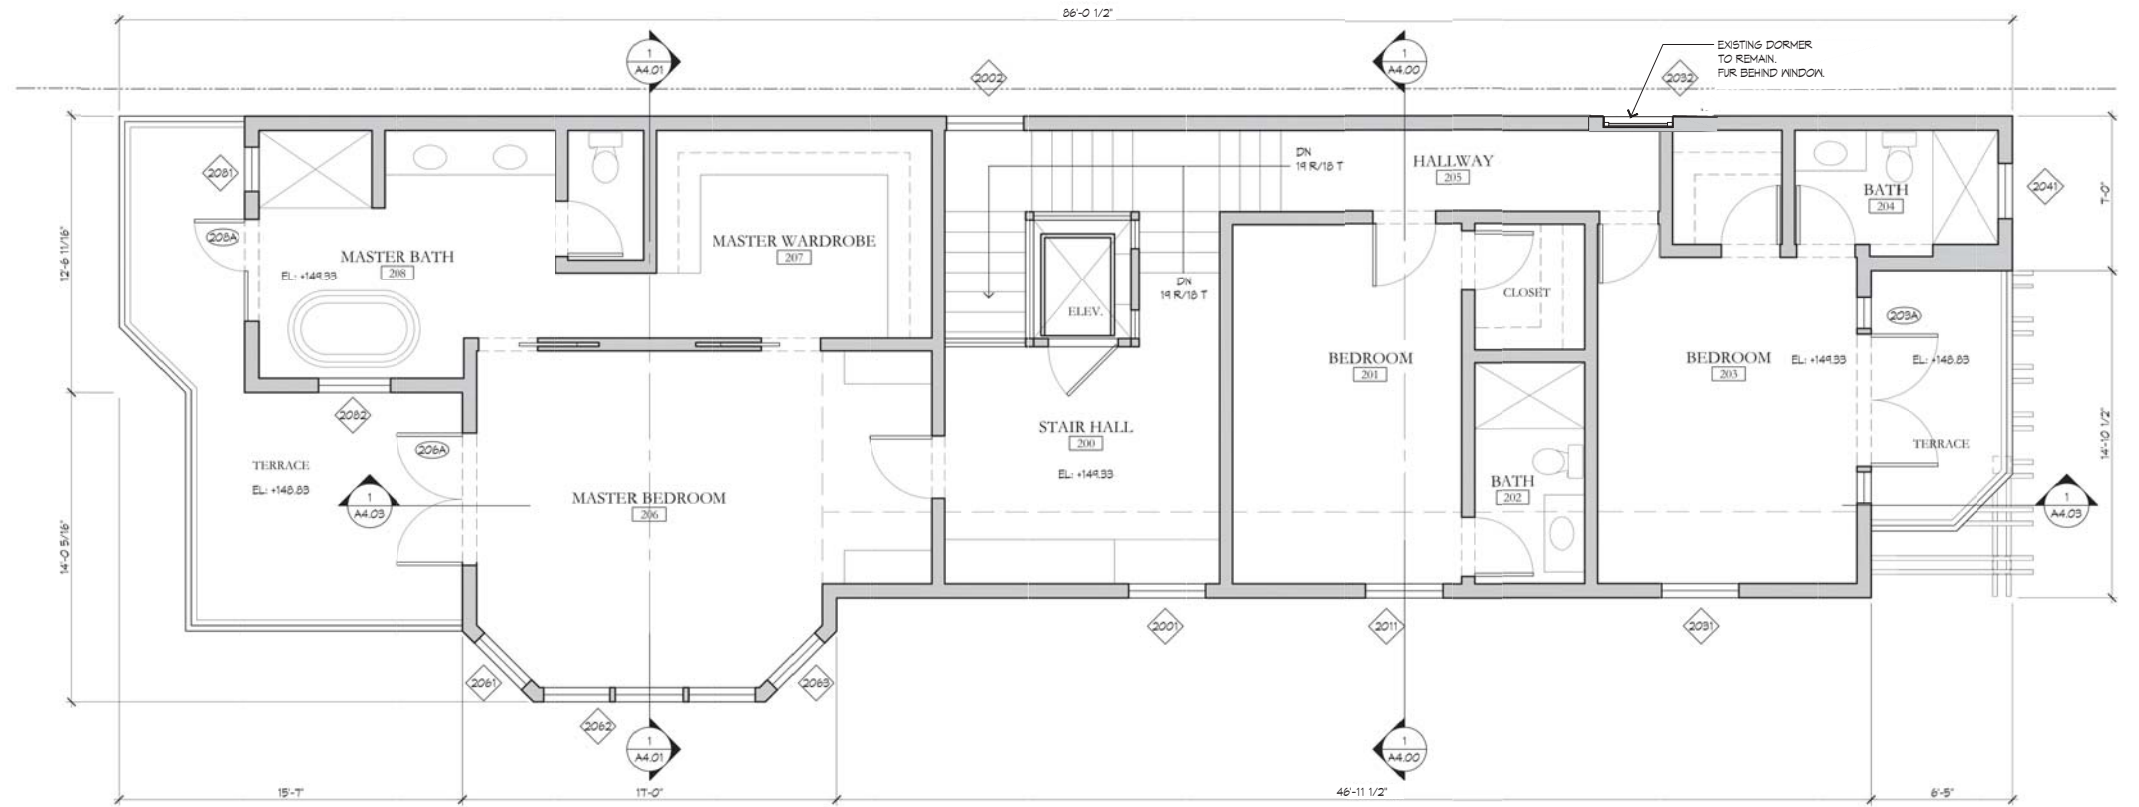 86'-0 1/2"
1
A4.01
1
A4.00
EXISTING DORMER
TO REMAIN.
FUR BEHIND WINDOW.
2002
2032
DN
19 R/18 T
HALLWAY
205
2081
2041
BATH
204
7'-0"
208A
MASTER BATH
208
EL: +149.33
MASTER WARDROBE
207
12'-6 11/16"
DN
19 R/18 T
ELEV.
CLOSET
203A
BEDROOM
201
BEDROOM
203
EL: +149.33
EL: +148.83
2082
206A
STAIR HALL
200
EL: +149.33
TERRACE
14'-10 1/2"
TERRACE
EL: +148.83
1
A4.03
MASTER BEDROOM
206
BATH
202
1
A4.03
14'-0 5/16"
2001
2011
2031
2061
2063
2062
1
A4.01
1
A4.00
15'-7"
17'-0"
46'-11 1/2"
6'-5"